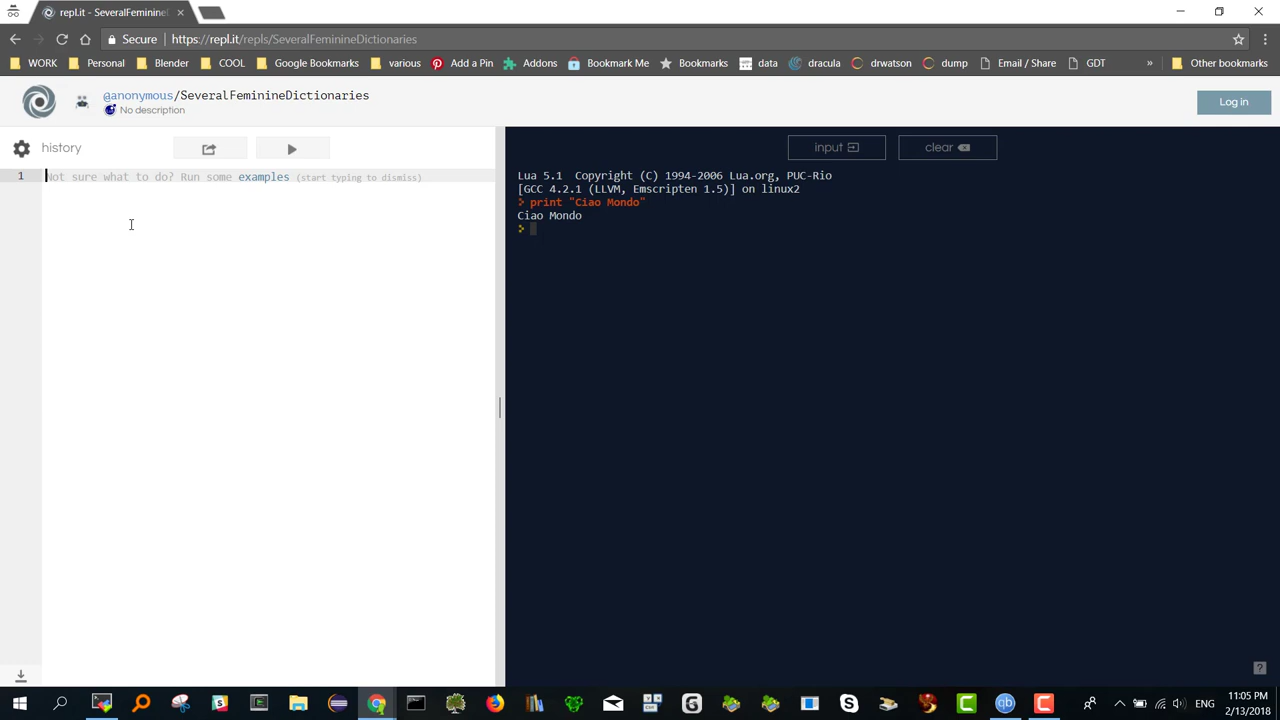 repl.it - SeveralFeminineD
Secure
https://repl.it/repls/SeveralFeminineDictionaries
WORK Personal Blender COOL Google Bookmarks various Add a Pin Addons Bookmark Me Bookmarks data dracula drwatson dump Email / Share GDT » Other bookmarks
@anonymous/SeveralFeminineDictionaries
No description
Log in
history
input
clear
1 Not sure what to do? Run some examples (start typing to dismiss)
Lua 5.1 Copyright (C) 1994-2006 Lua.org, PUC-Rio
[GCC 4.2.1 (LLVM, Emscripten 1.5)] on linux2
> print "Ciao Mondo"
Ciao Mondo
>
?
ENG
11:05 PM
2/13/2018